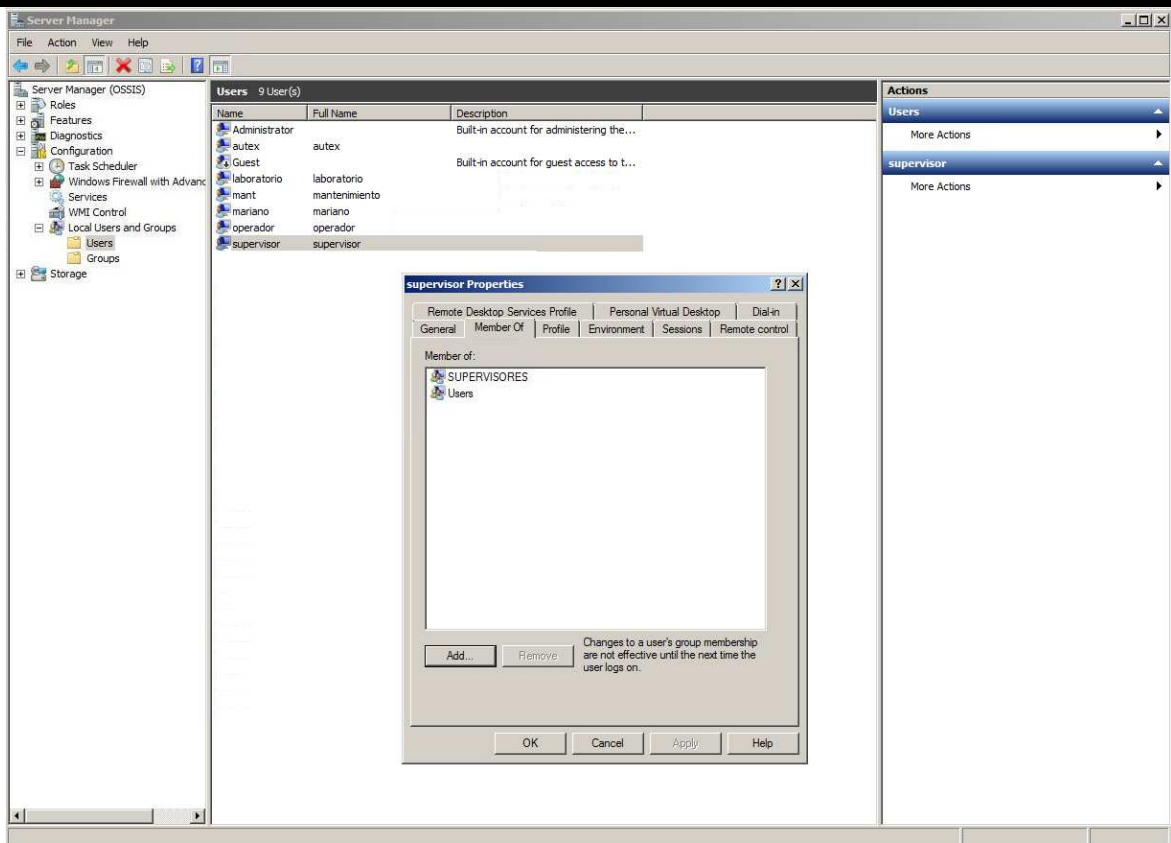 Server Manager
File Action View Help
Server Manager (OSSIS)
Roles
Features
Diagnostics
Configuration
Task Scheduler
Windows Firewall with Advanc
Services
WMI Control
Local Users and Groups
Users
Groups
Storage
Users 9 User(s)
Name Full Name Description
Administrator Built-in account for administering the...
autex autex
Guest Built-in account for guest access to t...
laboratorio laboratorio
mant mantenimiento
mariano mariano
operador operador
supervisor supervisor
Actions
Users
More Actions
supervisor
More Actions
supervisor Properties
Remote Desktop Services Profile Personal Virtual Desktop Dial-in
General Member Of Profile Environment Sessions Remote control
Member of:
SUPERVISORES
Users
Add... Remove
Changes to a user's group membership
are not effective until the next time the
user logs on.
OK Cancel Apply Help